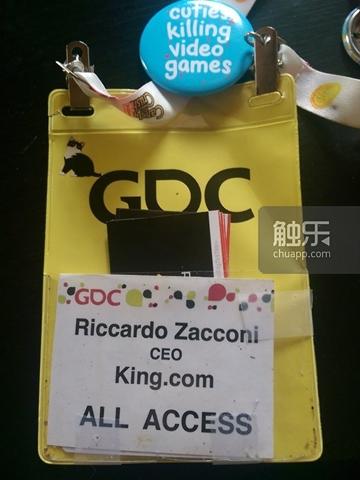 cuties
killing
video
games
GDC
触乐
chuapp.com
GDC
Riccardo Zacconi
CEO
King.com
ALL ACCESS